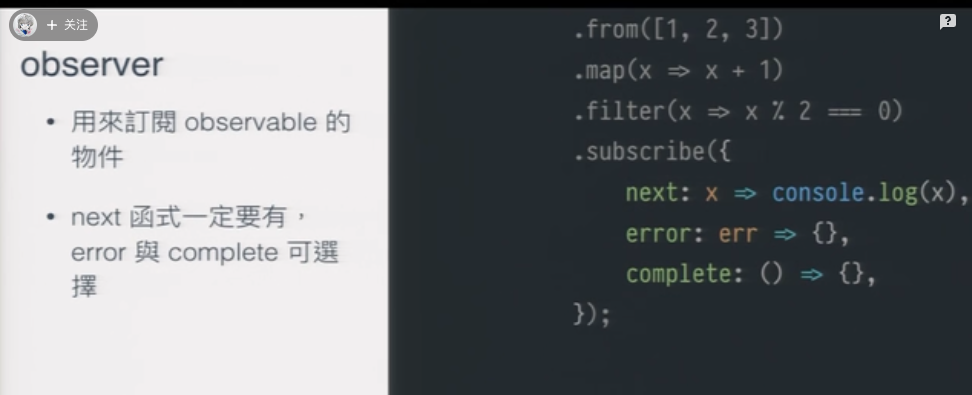 + 关注
?
observer
• 用來訂閱 observable 的
物件
• next 函式一定要有，
error 與 complete 可選
擇
.from([1, 2, 3])
.map(x => x + 1)
.filter(x => x % 2 === 0)
.subscribe({
next: x => console.log(x),
error: err => {},
complete: () => {},
});